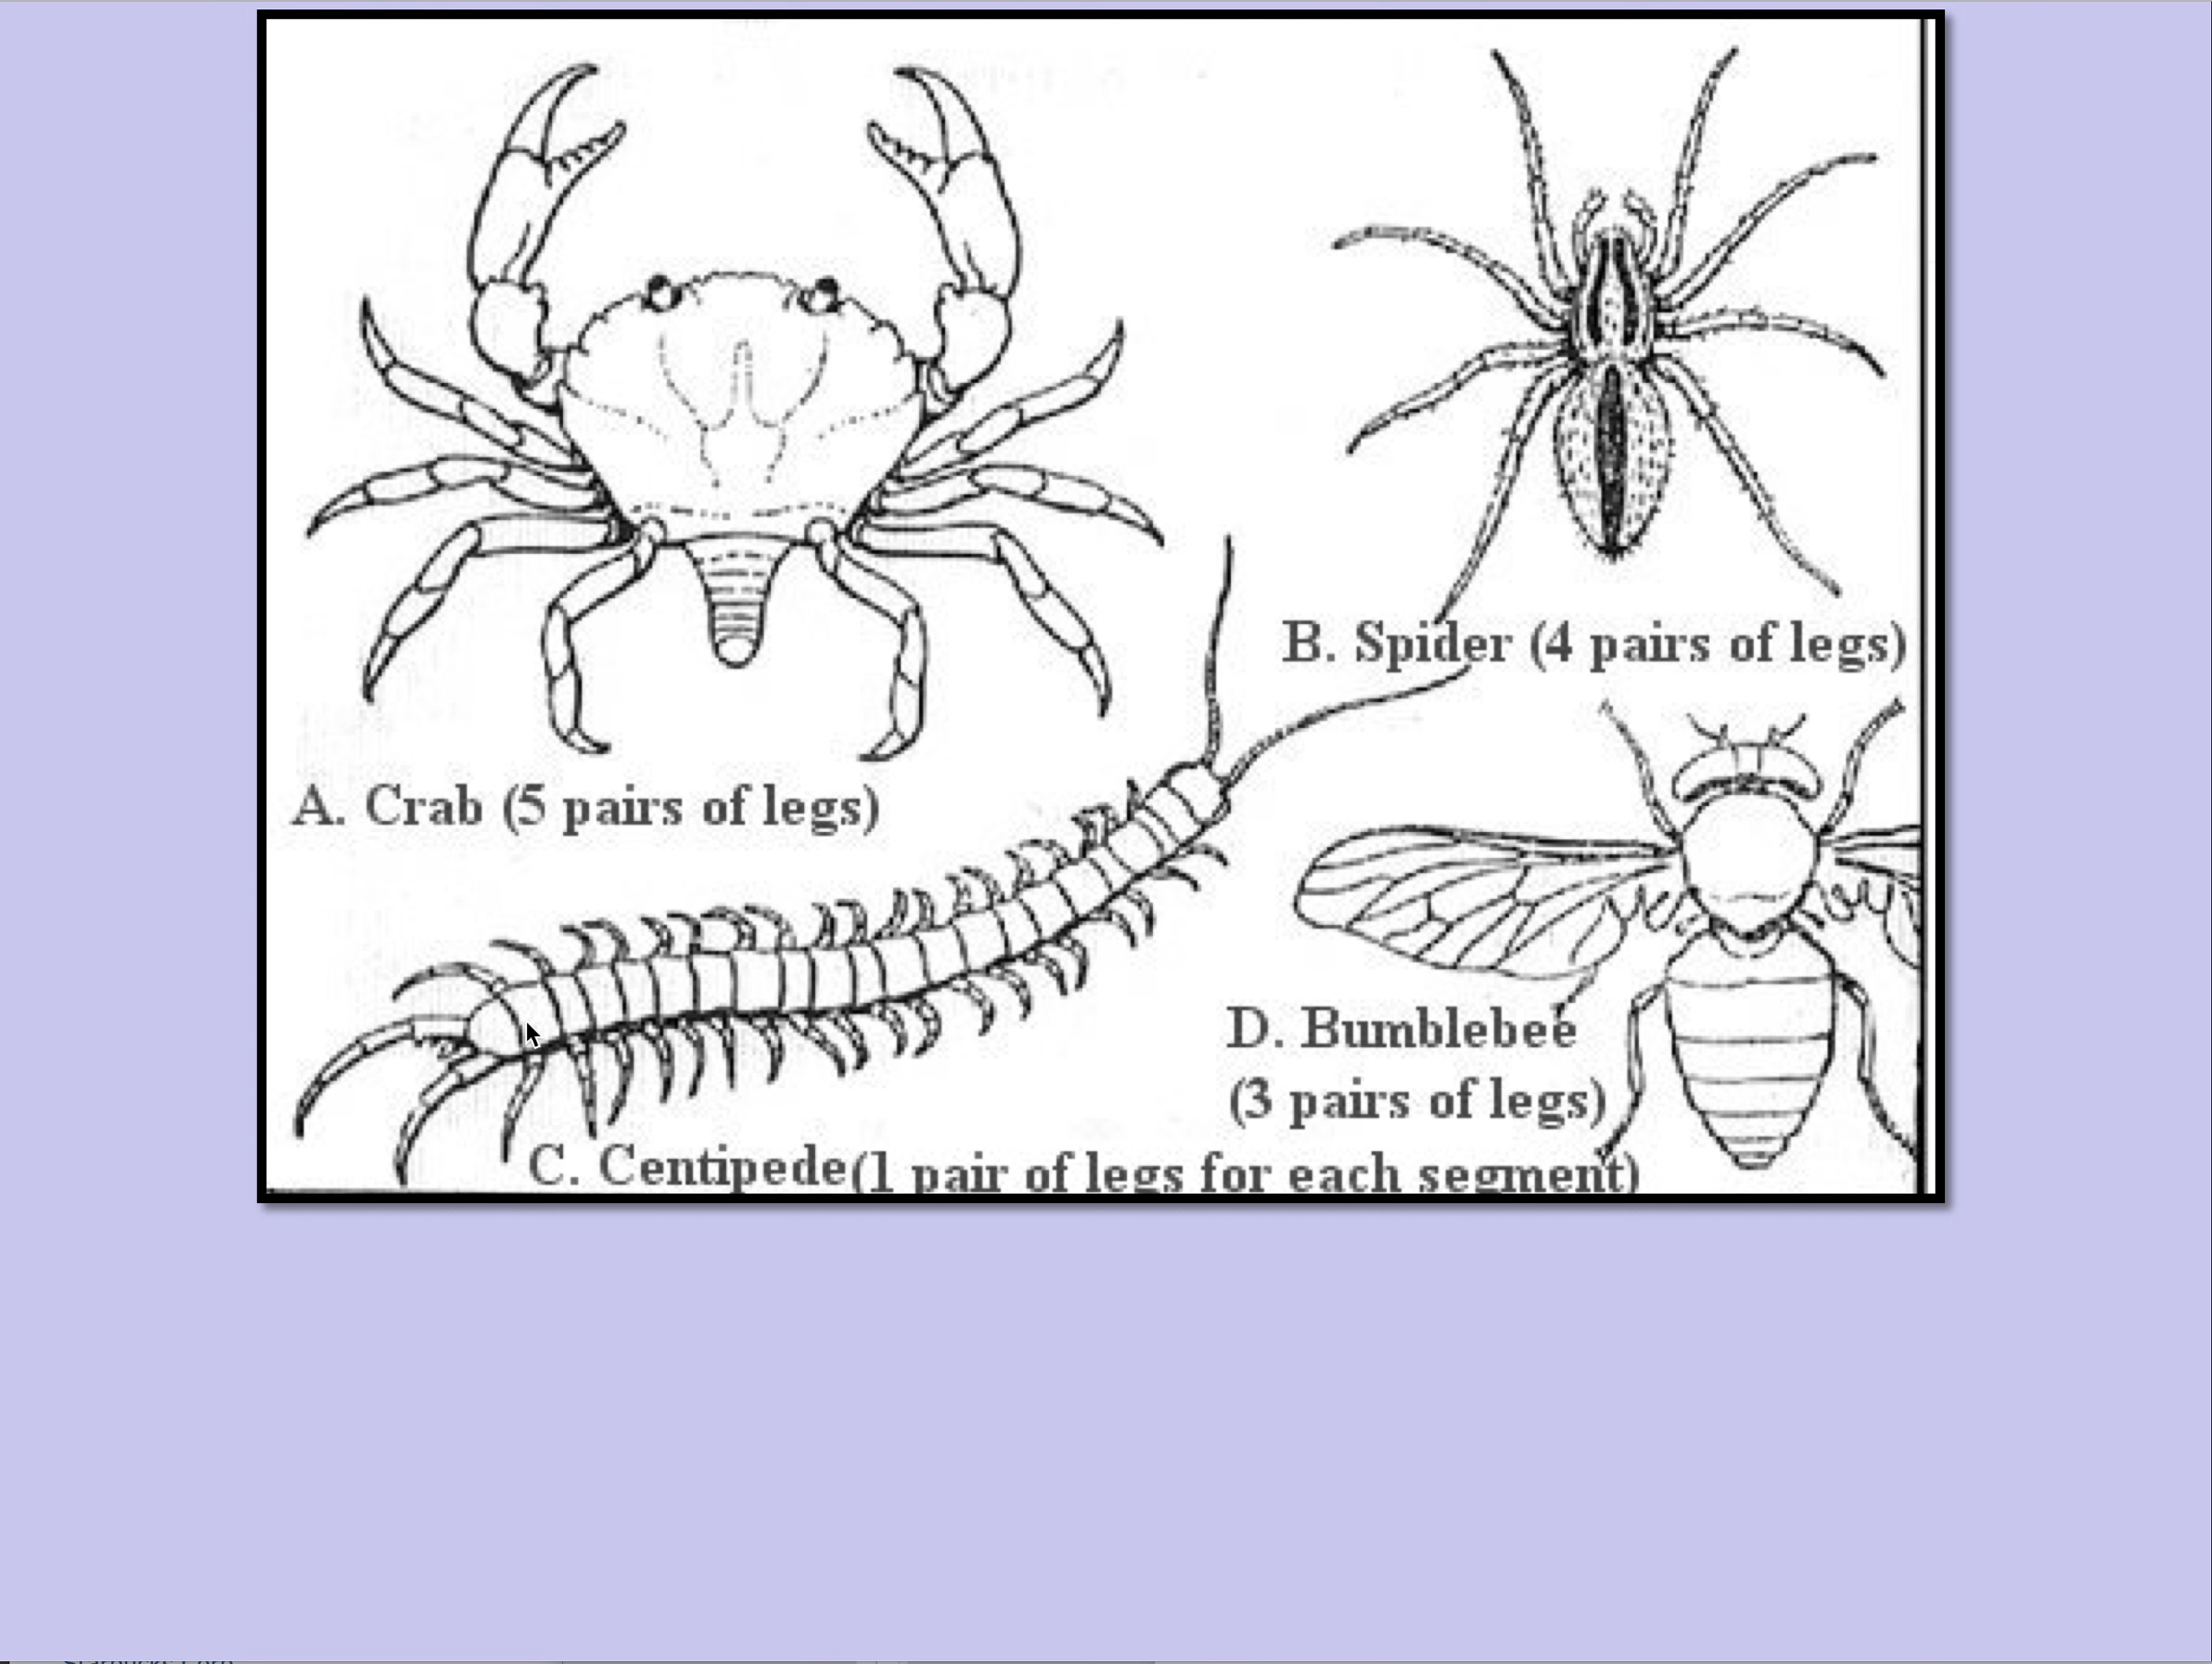 B. Spider (4 pairs of legs)
A. Crab (5 pairs of legs)
D. Bumblebee
(3 pairs of legs)
C. Centipede(1 pair of legs for each segment)